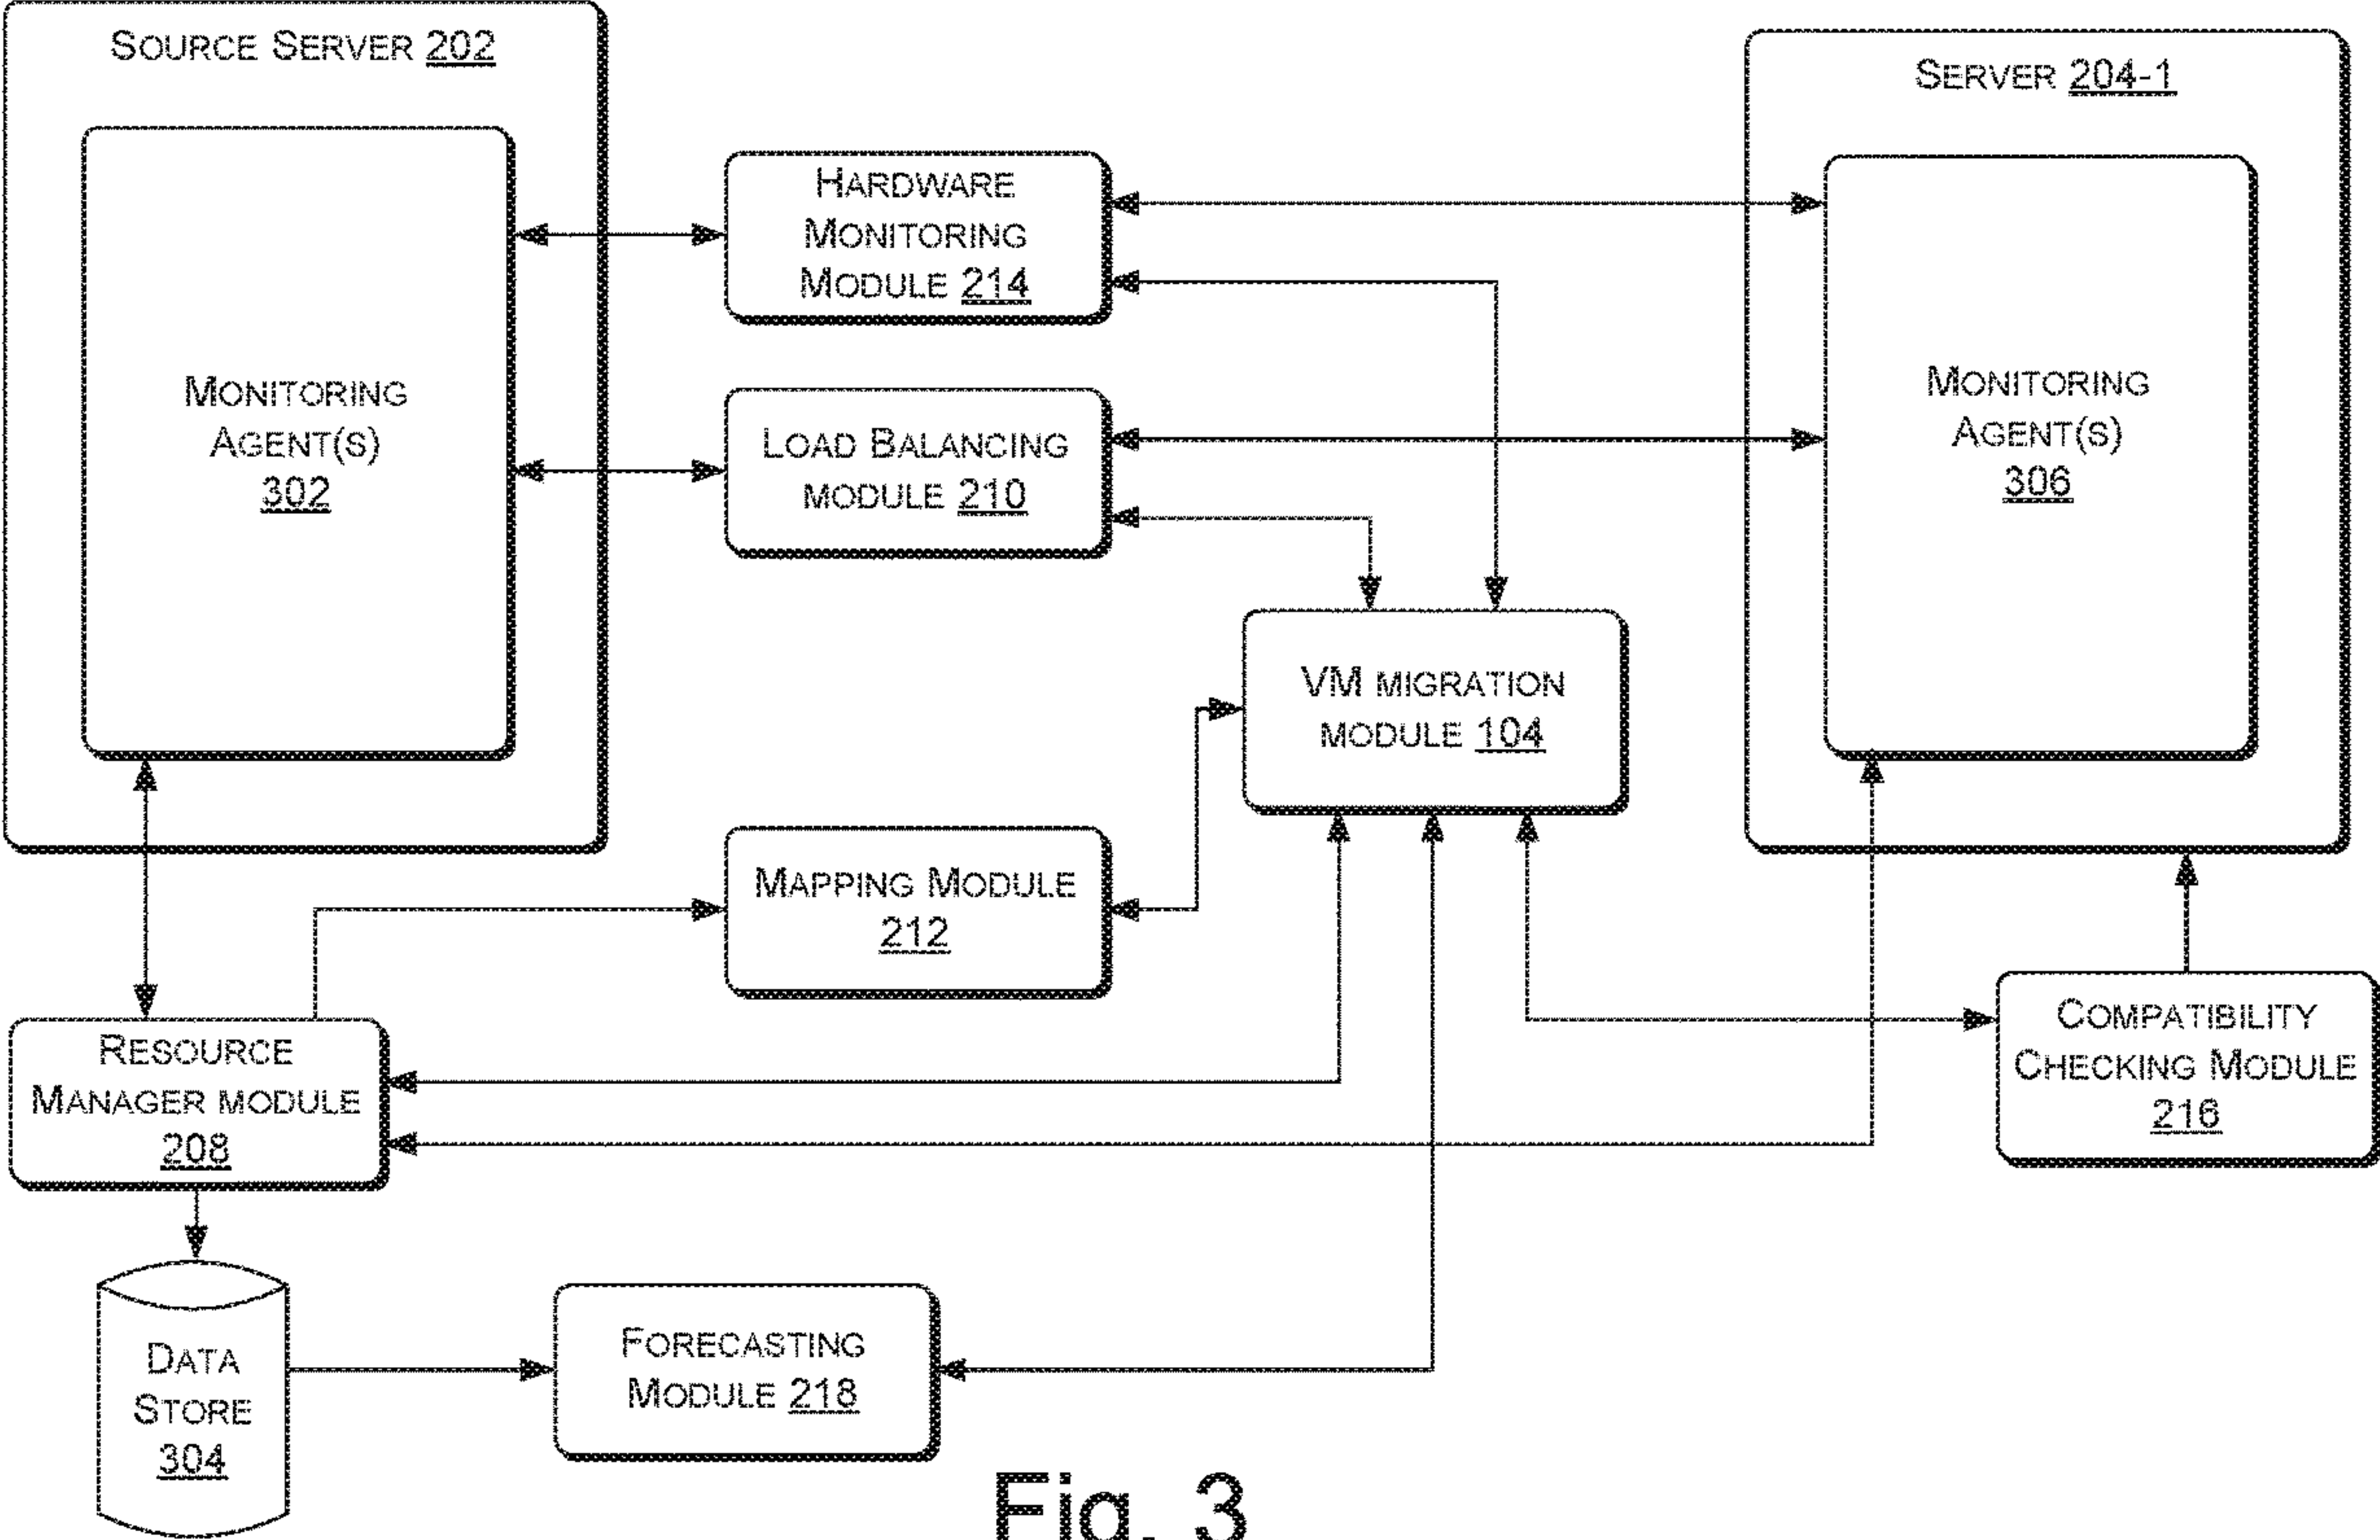 SOURCE SERVER 202
SERVER 204-1
HARDWARE
MONITORING
MODULE 214
MONITORING
AGENT(S)
302
LOAD BALANCING
MODULE 210
MONITORING
AGENT(S)
306
VM MIGRATION
MODULE 104
MAPPING MODULE
212
RESOURCE
MANAGER MODULE
208
COMPATIBILITY
CHECKING MODULE
216
DATA
STORE
304
FORECASTING
MODULE 218
Fig. 3